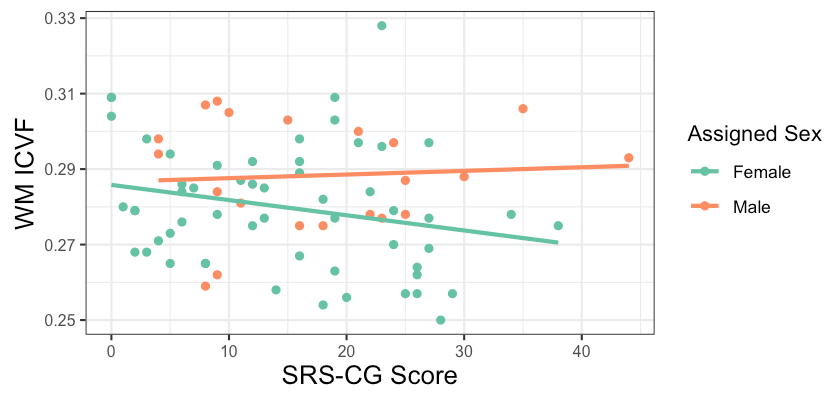 0.33
0.31
0.29
0.27
0.25
WM ICVF
0 10 20 30 40
SRS-CG Score
Assigned Sex
Female
Male